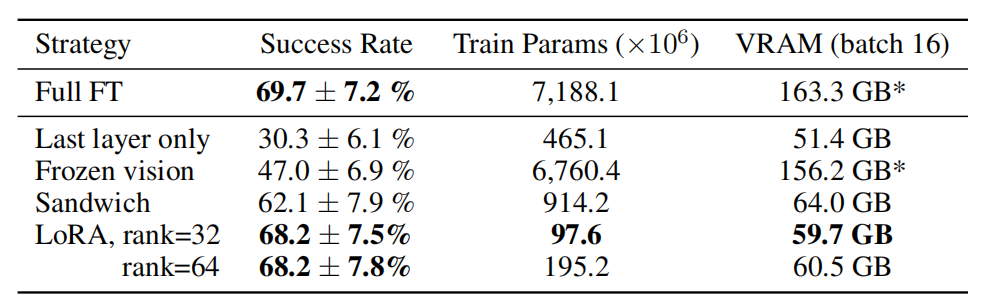 Strategy Success Rate Train Params (×10⁶) VRAM (batch 16)
Full FT 69.7 ± 7.2 % 7,188.1 163.3 GB*
Last layer only 30.3 ± 6.1 % 465.1 51.4 GB
Frozen vision 47.0 ± 6.9 % 6,760.4 156.2 GB*
Sandwich 62.1 ± 7.9 % 914.2 64.0 GB
LoRA, rank=32 68.2 ± 7.5% 97.6 59.7 GB
rank=64 68.2 ± 7.8% 195.2 60.5 GB